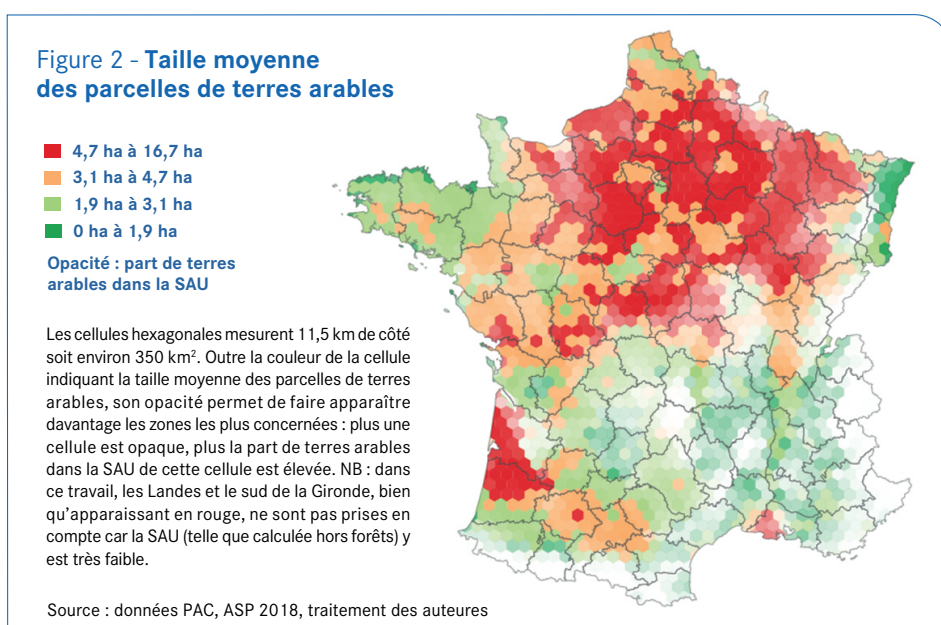 Figure 2 - Taille moyenne
des parcelles de terres arables
4,7 ha à 16,7 ha
3,1 ha à 4,7 ha
1,9 ha à 3,1 ha
0 ha à 1,9 ha
Opacité : part de terres
arables dans la SAU
Les cellules hexagonales mesurent 11,5 km de côté
soit environ 350 km². Outre la couleur de la cellule
indiquant la taille moyenne des parcelles de terres
arables, son opacité permet de faire apparaître
davantage les zones les plus concernées : plus une
cellule est opaque, plus la part de terres arables
dans la SAU de cette cellule est élevée. NB : dans
ce travail, les Landes et le sud de la Gironde, bien
qu'apparaissant en rouge, ne sont pas prises en
compte car la SAU (telle que calculée hors forêts) y
est très faible.
Source : données PAC, ASP 2018, traitement des auteures